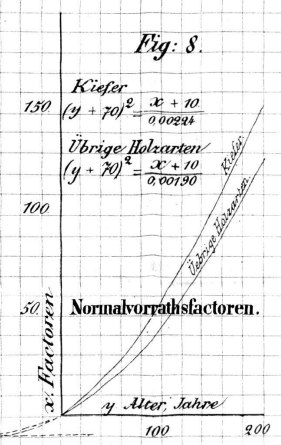 Fig: 8.
Kiefer
150 (y + 70)² = x + 10 / 0,00224
Übrige Holzarten
(y + 70)² = x + 10 / 0,00190
100
Kiefer.
Üebrige Holzarten.
50. Normalvorrathsfactoren.
x. Factoren
y Alter, Jahre
100 200